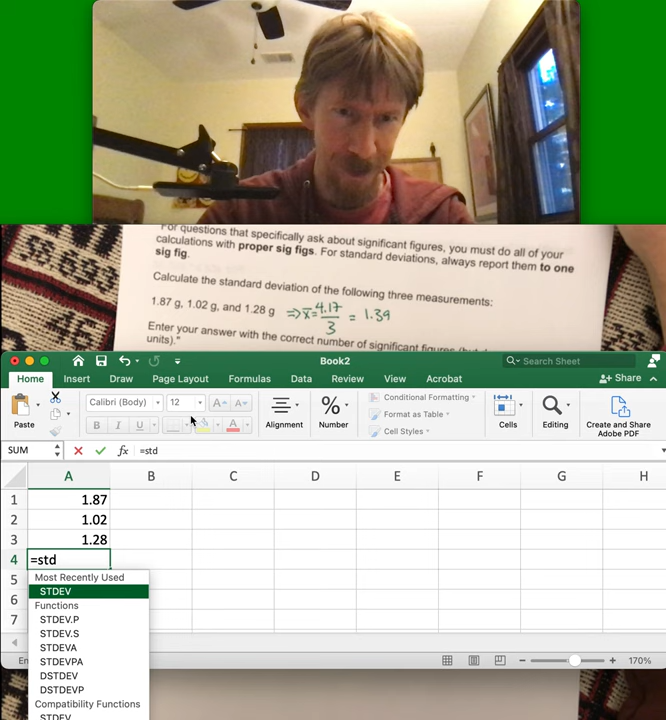 For questions that specifically ask about significant figures, you must do all of your
calculations with proper sig figs. For standard deviations, always report them to one
sig fig.
Calculate the standard deviation of the following three measurements:
1.87 g, 1.02 g, and 1.28 g ⇒ x̄ = 4.17/3 = 1.39
Enter your answer with the correct number of significant figures
units)."
Book2
Search Sheet
Home Insert Draw Page Layout Formulas Data Review View Acrobat Share
Paste
Calibri (Body) 12 A A
B I U A
Alignment
% Number
Conditional Formatting
Format as Table
Cell Styles
Cells
Editing
Create and Share
Adobe PDF
SUM fx =std
A B C D E F G H
1 1.87
2 1.02
3 1.28
4 =std
5
6
7
Most Recently Used
STDEV
Functions
STDEV.P
STDEV.S
STDEVA
STDEVPA
DSTDEV
DSTDEVP
Compatibility Functions
STDEV
En
170%